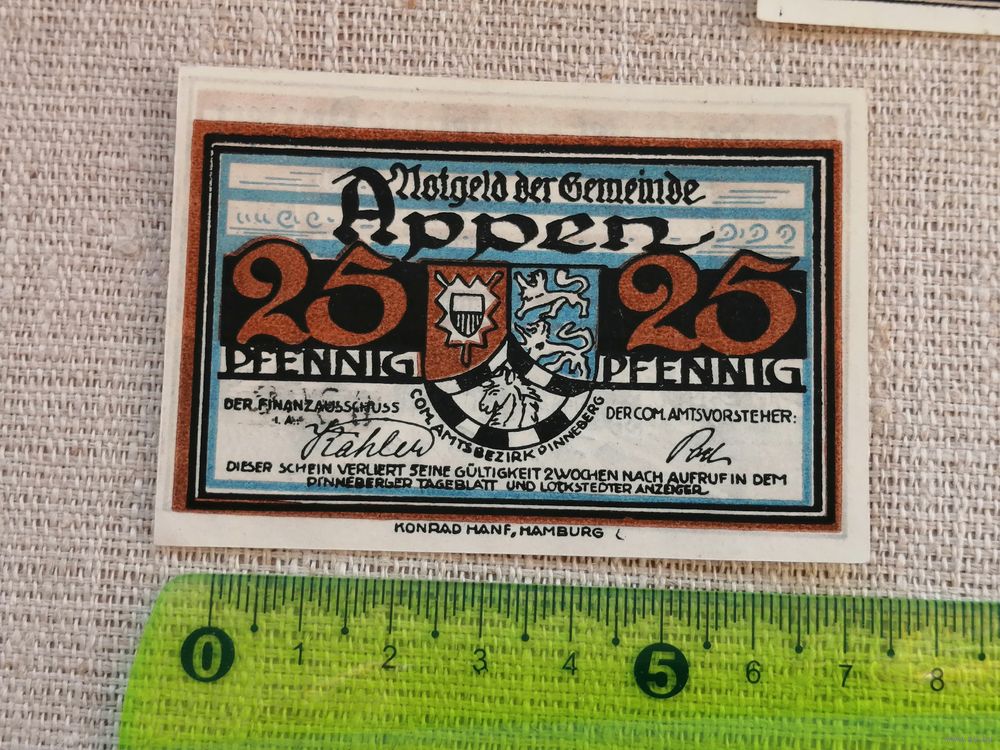 Notgeld der Gemeinde
Appen
25 25
PFENNIG PFENNIG
DER FINANZAUSSCHUSS
I. A.
Kähler
COM. AMTSBEZIRK PINNEBERG
DER COM. AMTSVORSTEHER:
DIESER SCHEIN VERLIERT SEINE GÜLTIGKEIT 2 WOCHEN NACH AUFRUF IN DEM
PINNEBERGER TAGEBLATT UND LOCKSTEDTER ANZEIGER
KONRAD HANF, HAMBURG
0 1 2 3 4 5 6 7 8